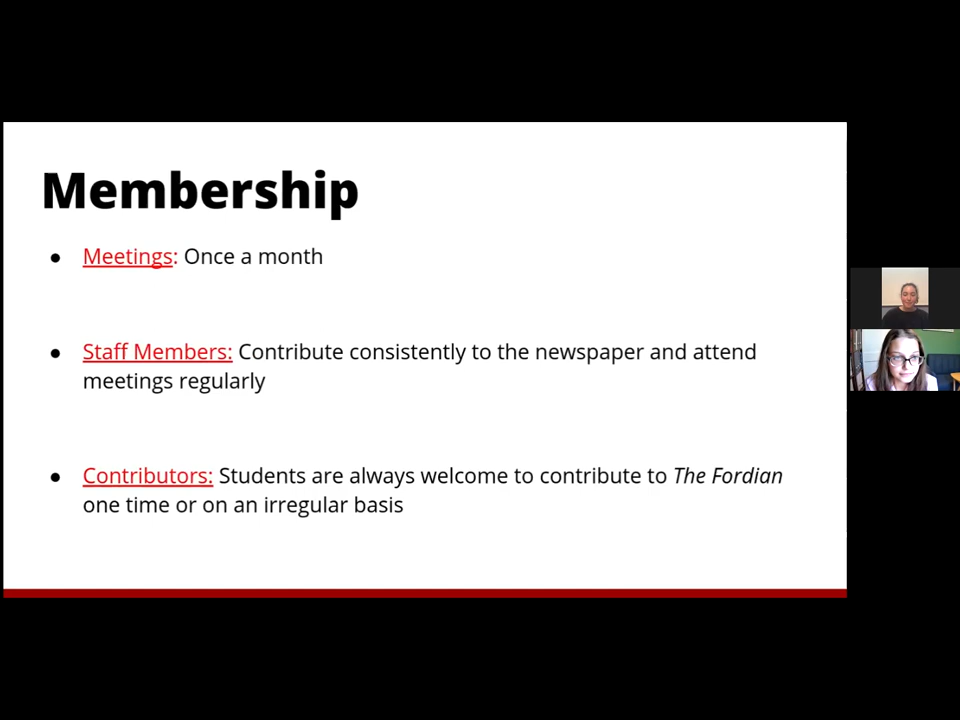 Membership
● Meetings: Once a month
● Staff Members: Contribute consistently to the newspaper and attend
meetings regularly
● Contributors: Students are always welcome to contribute to The Fordian
one time or on an irregular basis